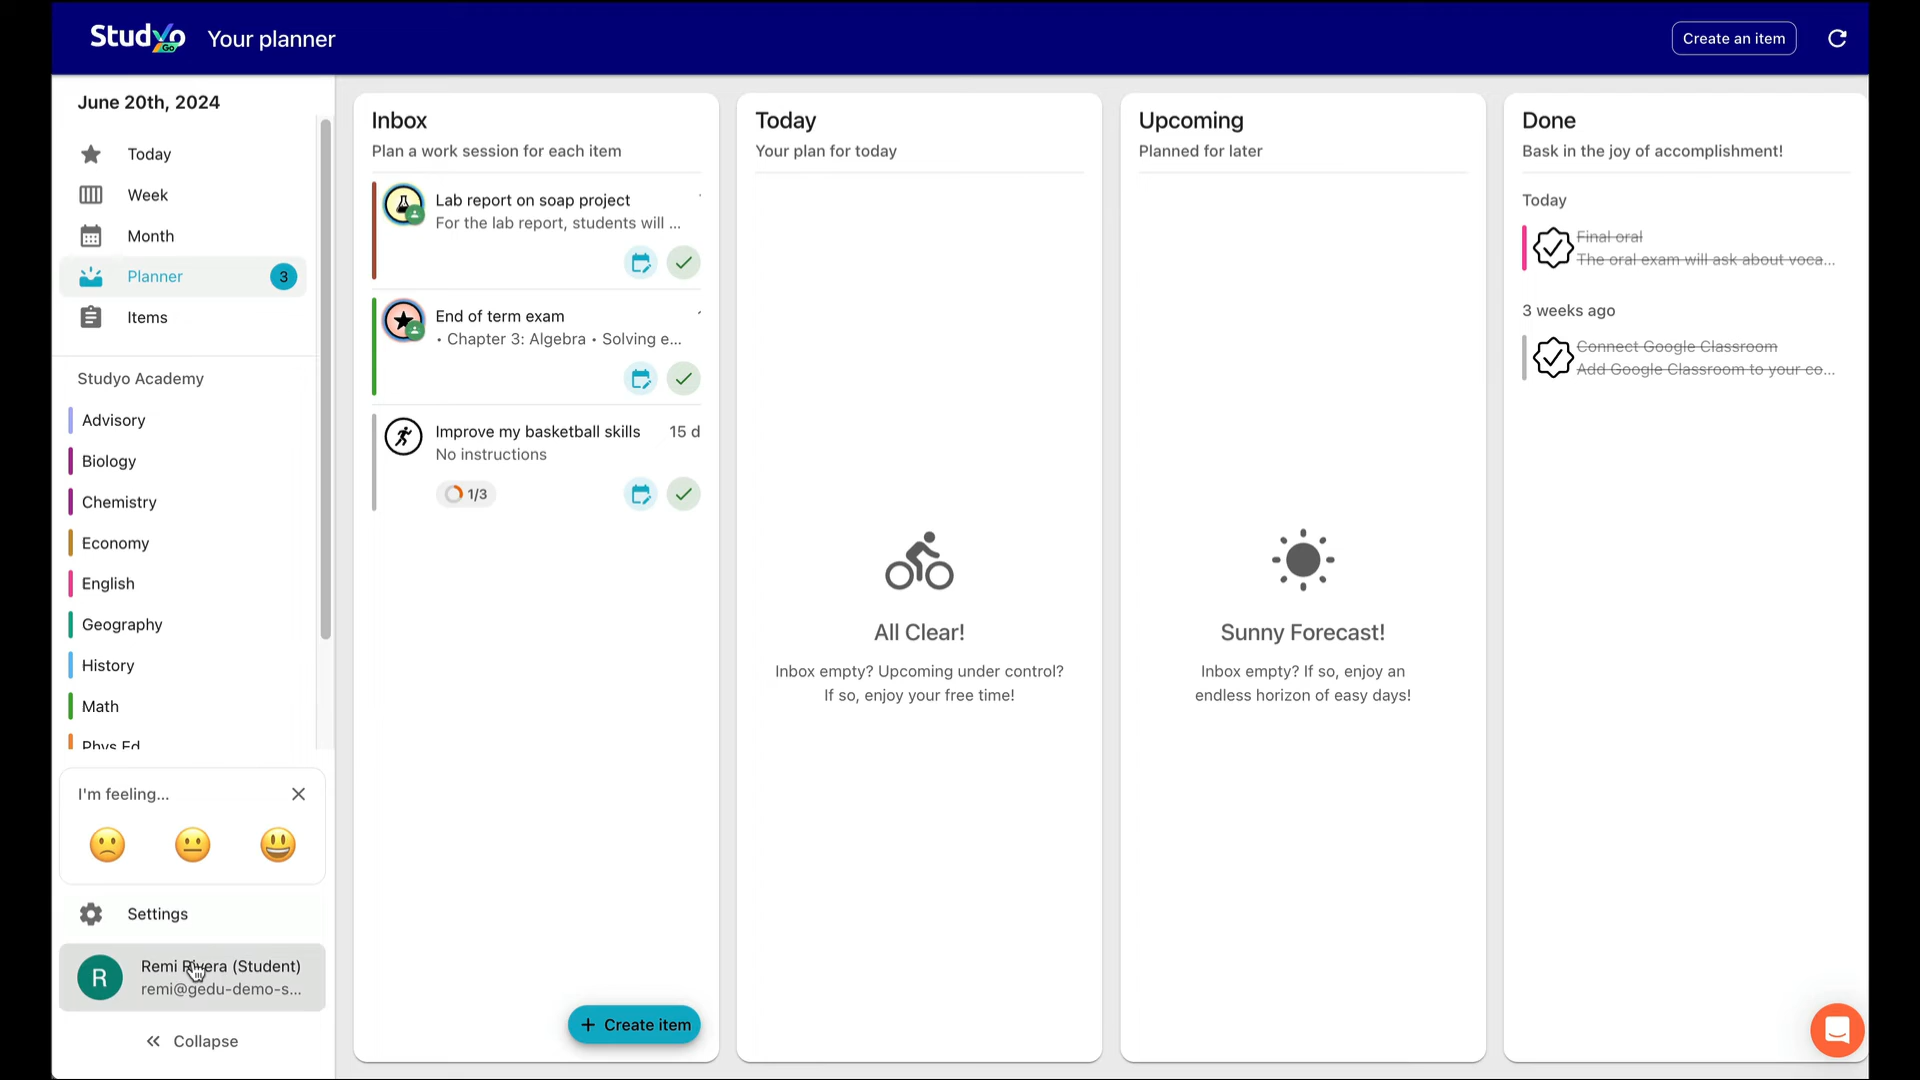 Studyo
Go
Your planner
Create an item
June 20th, 2024
Today
Week
Month
Planner
3
Items
Studyo Academy
Advisory
Biology
Chemistry
Economy
English
Geography
History
Math
Phys Ed
I'm feeling...
Settings
R
Remi Rivera (Student)
remi@gedu-demo-s...
Collapse
Inbox
Plan a work session for each item
Lab report on soap project
For the lab report, students will ...
End of term exam
• Chapter 3: Algebra • Solving e...
Improve my basketball skills
15 d
No instructions
1/3
+ Create item
Today
Your plan for today
All Clear!
Inbox empty? Upcoming under control?
If so, enjoy your free time!
Upcoming
Planned for later
Sunny Forecast!
Inbox empty? If so, enjoy an
endless horizon of easy days!
Done
Bask in the joy of accomplishment!
Today
Final oral
The oral exam will ask about voca...
3 weeks ago
Connect Google Classroom
Add Google Classroom to your co...